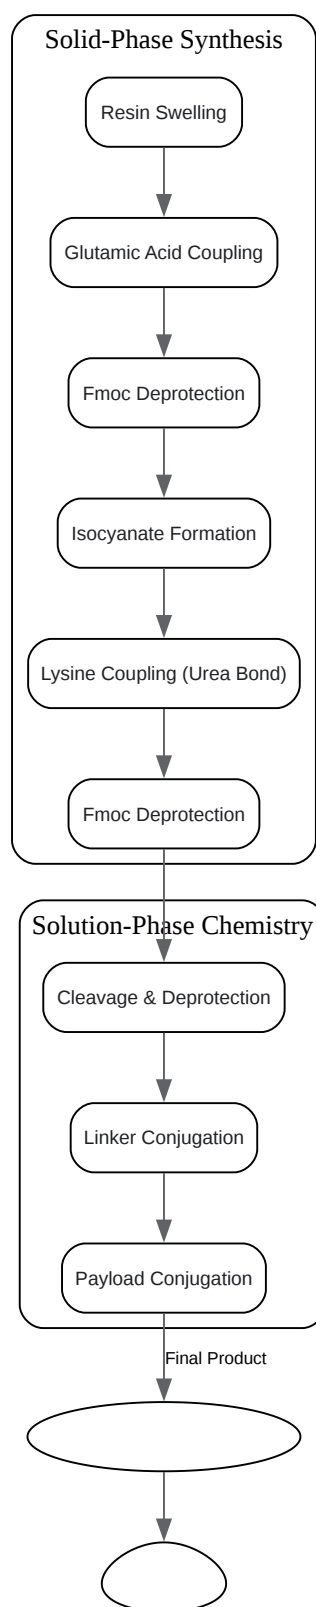 Solid-Phase Synthesis
Resin Swelling
Glutamic Acid Coupling
Fmoc Deprotection
Isocyanate Formation
Lysine Coupling (Urea Bond)
Fmoc Deprotection
Solution-Phase Chemistry
Cleavage & Deprotection
Linker Conjugation
Payload Conjugation
Final Product